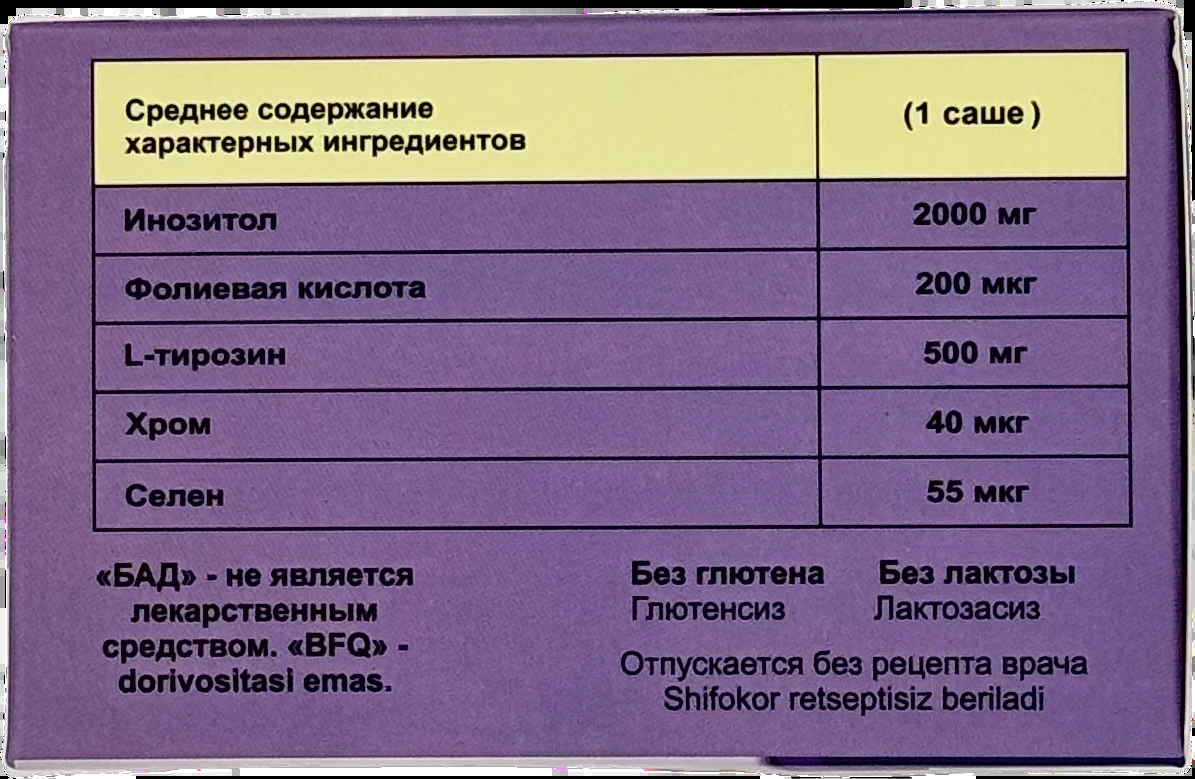 Среднее содержание
характерных ингредиентов
(1 саше)
Инозитол 2000 мг
Фолиевая кислота 200 мкг
L-тирозин 500 мг
Хром 40 мкг
Селен 55 мкг
«БАД» - не является
лекарственным
средством. «BFQ» -
dorivositasi emas.
Без глютена Без лактозы
Глютенсиз Лактозасиз
Отпускается без рецепта врача
Shifokor retseptisiz beriladi